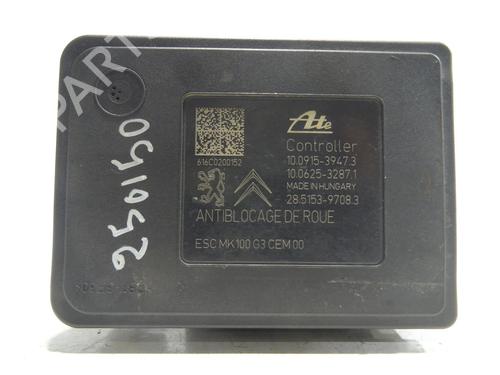 PART
250150
616C0200152
Ate
Controller
10.0915-3947.3
10.0625-3287.1
MADE IN HUNGARY
28.5153-9708.3
ANTIBLOCAGE DE ROUE
ESC MK100 G3 CEM 00